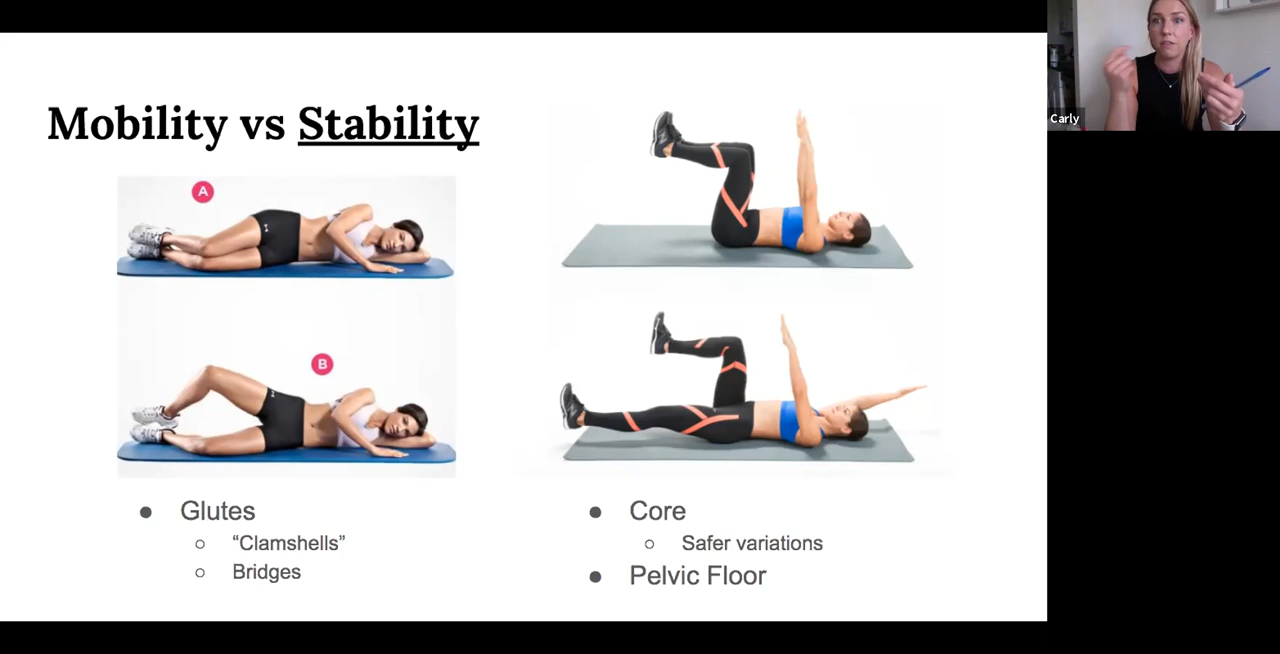 Mobility vs Stability
A
B
● Glutes
○ “Clamshells”
○ Bridges
● Core
○ Safer variations
● Pelvic Floor
Carly